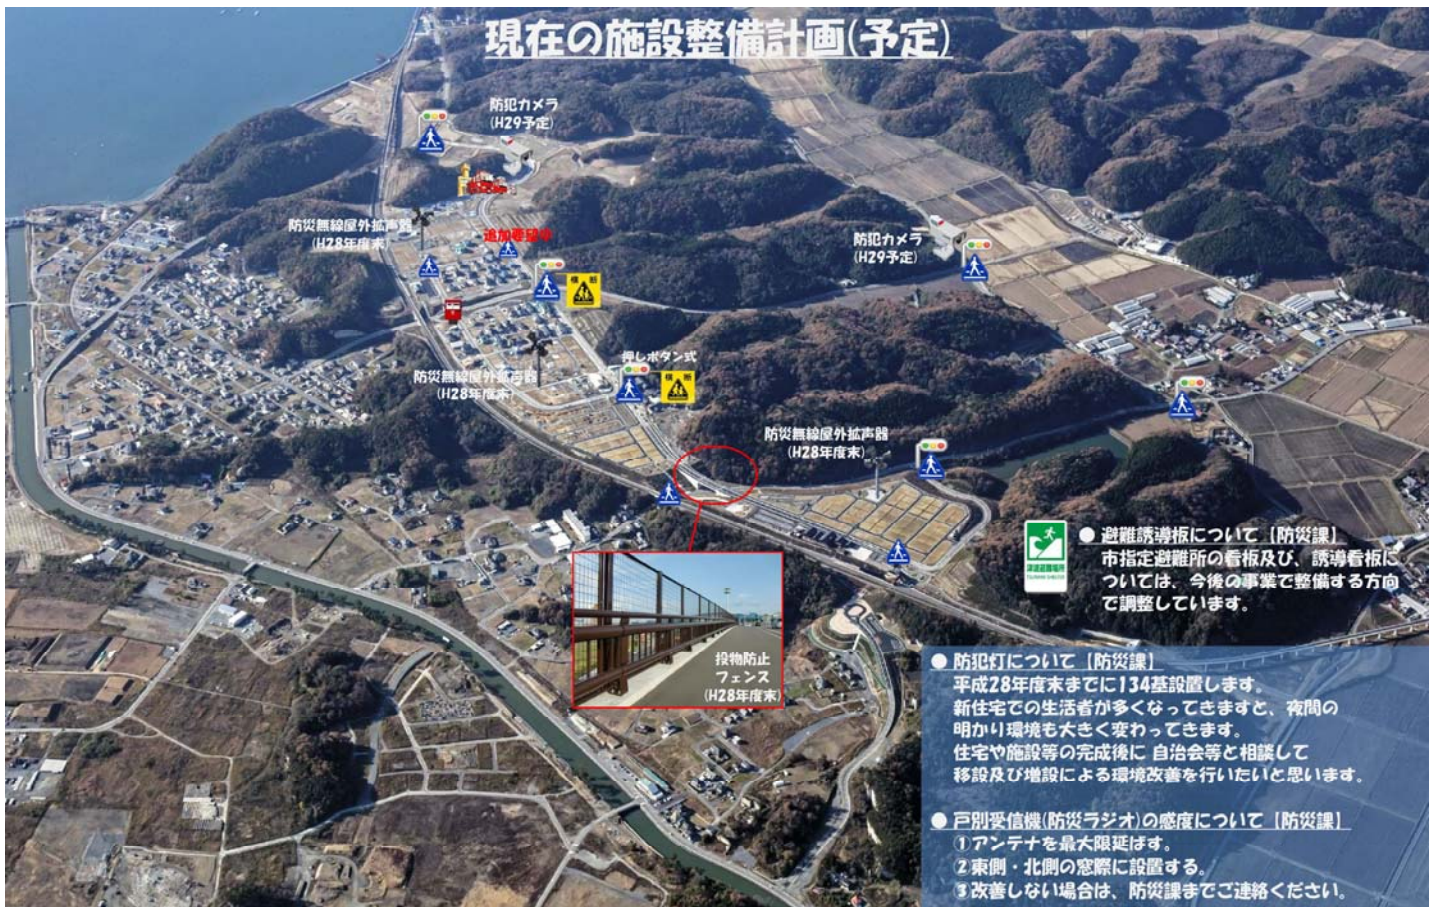 現在の施設整備計画(予定)
防犯カメラ
(H29予定)
防災無線屋外拡声器
(H28年度末)
追加要望中
防犯カメラ
(H29予定)
横 断
押しボタン式
横 断
防災無線屋外拡声器
(H28年度末)
防災無線屋外拡声器
(H28年度末)
投物防止
フェンス
(H28年度末)
津波避難場所
TSUNAMI SHELTER
● 避難誘導板について【防災課】
市指定避難所の看板及び、誘導看板に
ついては、今後の事業で整備する方向
で調整しています。
● 防犯灯について【防災課】
平成28年度末までに134基設置します。
新住宅での生活者が多くなってきますと、夜間の
明かり環境も大きく変わってきます。
住宅や施設等の完成後に 自治会等と相談して
移設及び増設による環境改善を行いたいと思います。
● 戸別受信機(防災ラジオ)の感度について【防災課】
①アンテナを最大限延ばす。
②東側・北側の窓際に設置する。
③改善しない場合は、防災課までご連絡ください。